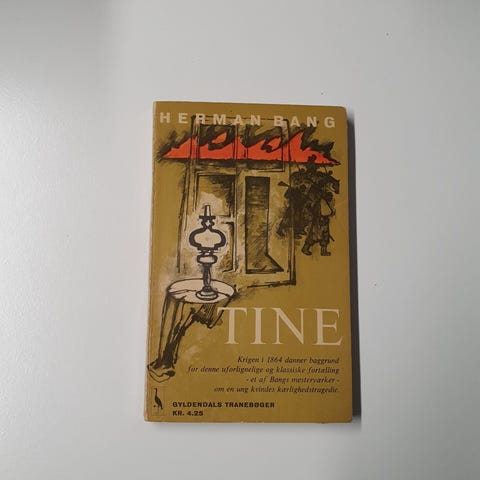 HERMAN BANG
TINE
Krigen i 1864 danner baggrund
for denne uforlignelige og klassiske fortælling
- et af Bangs mesterværker -
om en ung kvindes kærlighedstragedie.
GYLDENDALS TRANEBØGER
KR. 4.25